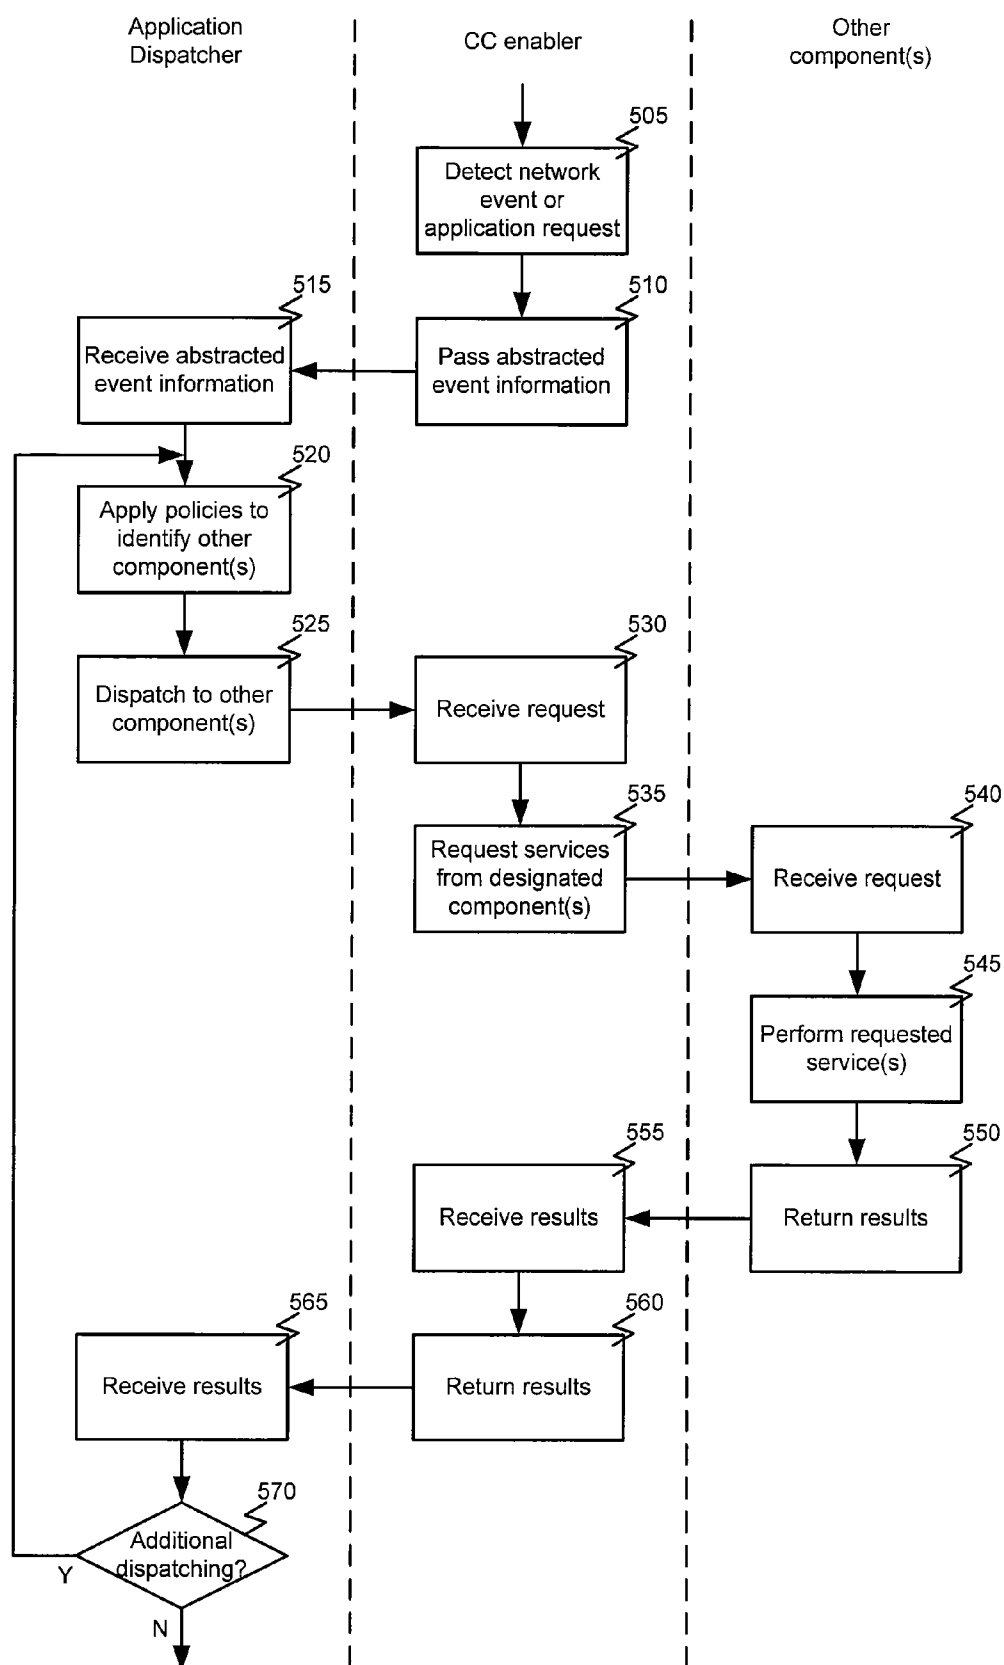 Application
Dispatcher
CC enabler
Other
component(s)
505
Detect network
event or
application request
515
510
Receive abstracted
event information
Pass abstracted
event information
520
Apply policies to
identify other
component(s)
525
530
Dispatch to other
component(s)
Receive request
535
540
Request services
from designated
component(s)
Receive request
545
Perform requested
service(s)
555
550
Receive results
Return results
565
560
Receive results
Return results
570
Additional
dispatching?
Y
N